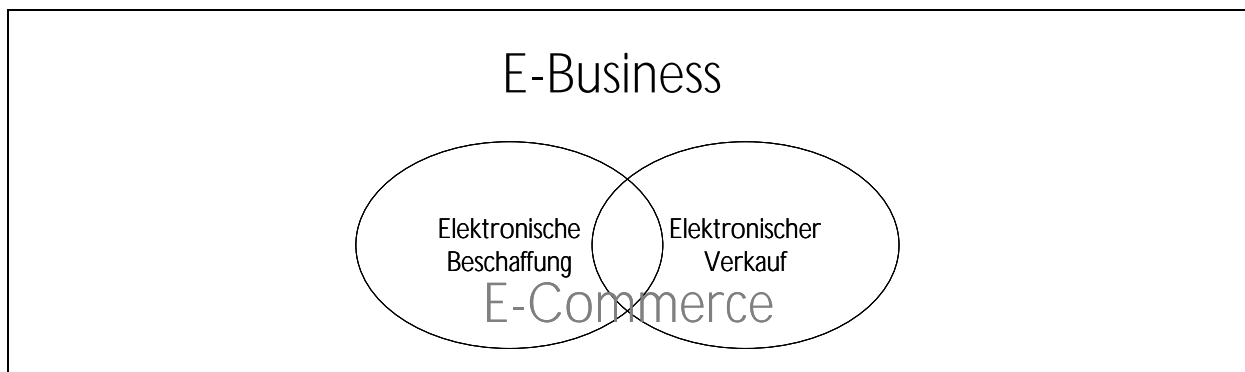 E-Business
Elektronische
Beschaffung
Elektronischer
Verkauf
E-Commerce